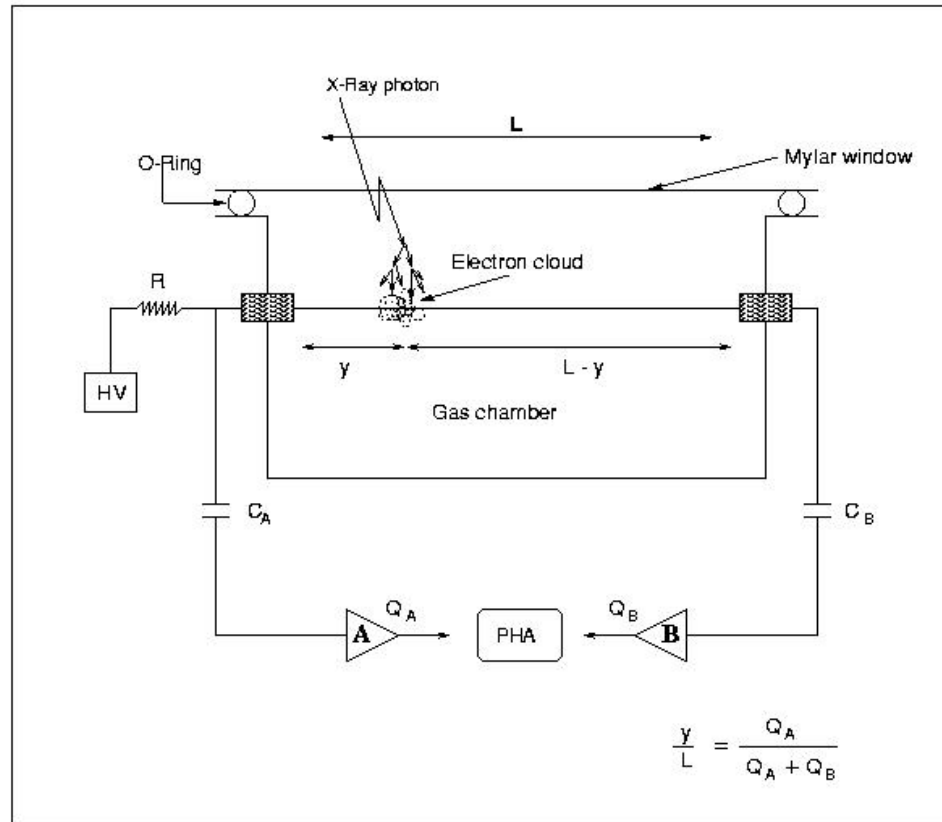 X-Ray photon
L
O-Ring
Mylar window
R
Electron cloud
y
L - y
HV
Gas chamber
C_A
C_B
Q_A
Q_B
A
PHA
B
y/L = Q_A / (Q_A + Q_B)